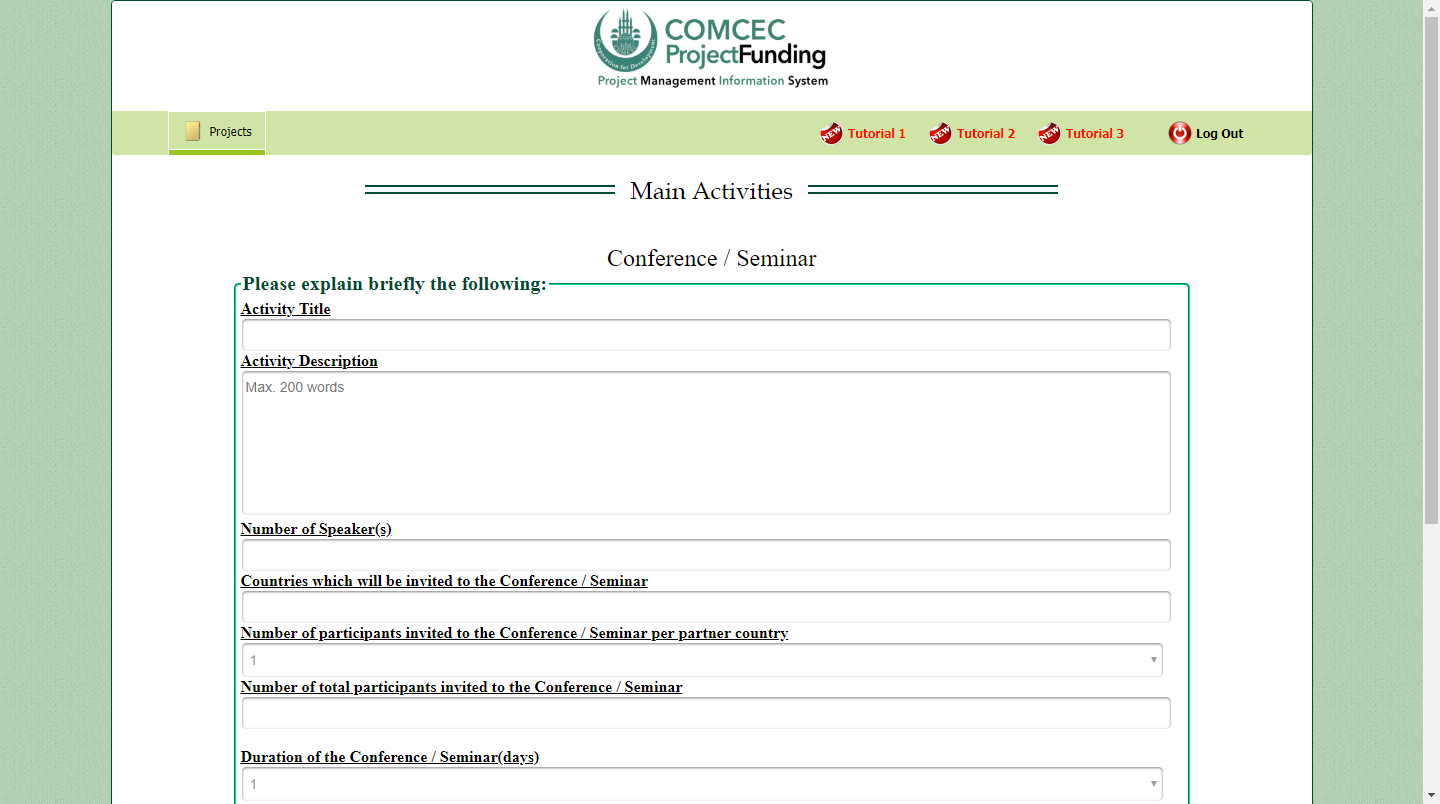 COMCEC
ProjectFunding
Cooperation for Development
Project Management Information System
Projects
NEW Tutorial 1 NEW Tutorial 2 NEW Tutorial 3 Log Out
Main Activities
Conference / Seminar
Please explain briefly the following:
Activity Title
Activity Description
Max. 200 words
Number of Speaker(s)
Countries which will be invited to the Conference / Seminar
Number of participants invited to the Conference / Seminar per partner country
1
Number of total participants invited to the Conference / Seminar
Duration of the Conference / Seminar(days)
1